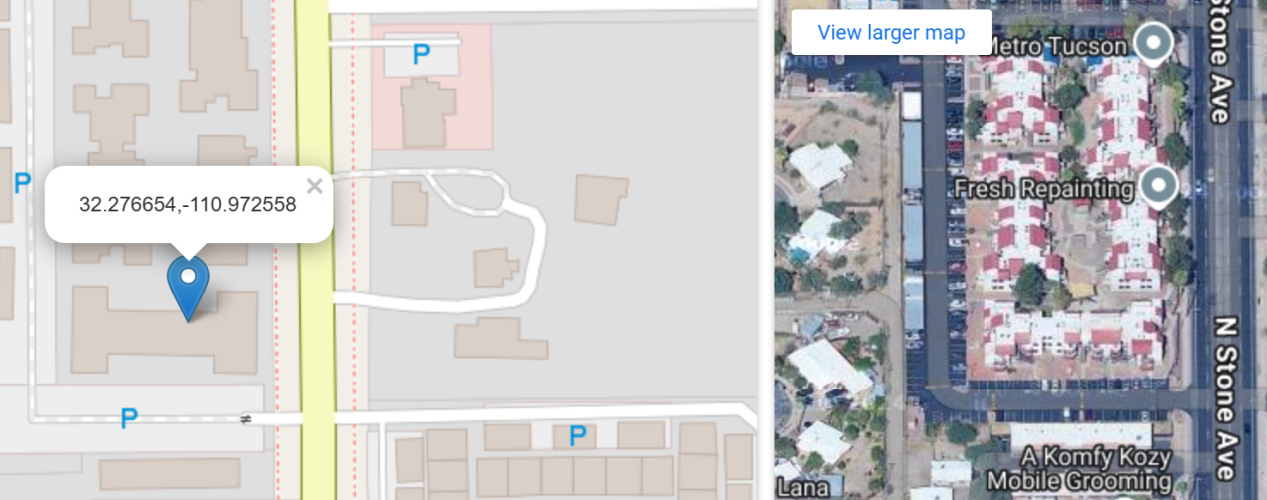 P
P
32.276654,-110.972558
×
P
P
View larger map
Metro Tucson
Stone Ave
Fresh Repainting
N Stone Ave
A Komfy Kozy
Mobile Grooming
Lana